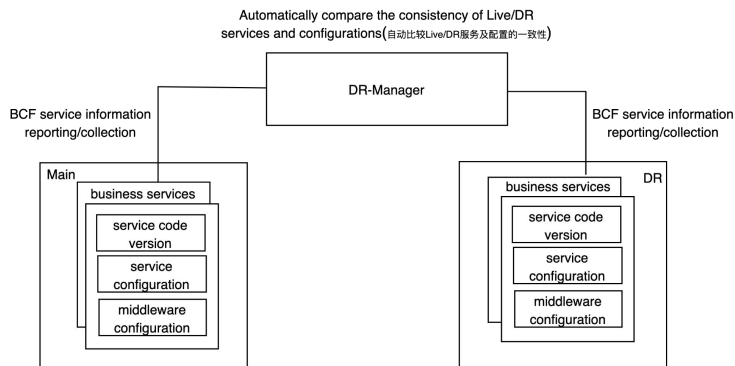 Automatically compare the consistency of Live/DR
services and configurations(自动比较Live/DR服务及配置的一致性)
DR-Manager
BCF service information
reporting/collection
BCF service information
reporting/collection
Main
business services
service code
version
service
configuration
middleware
configuration
DR
business services
service code
version
service
configuration
middleware
configuration